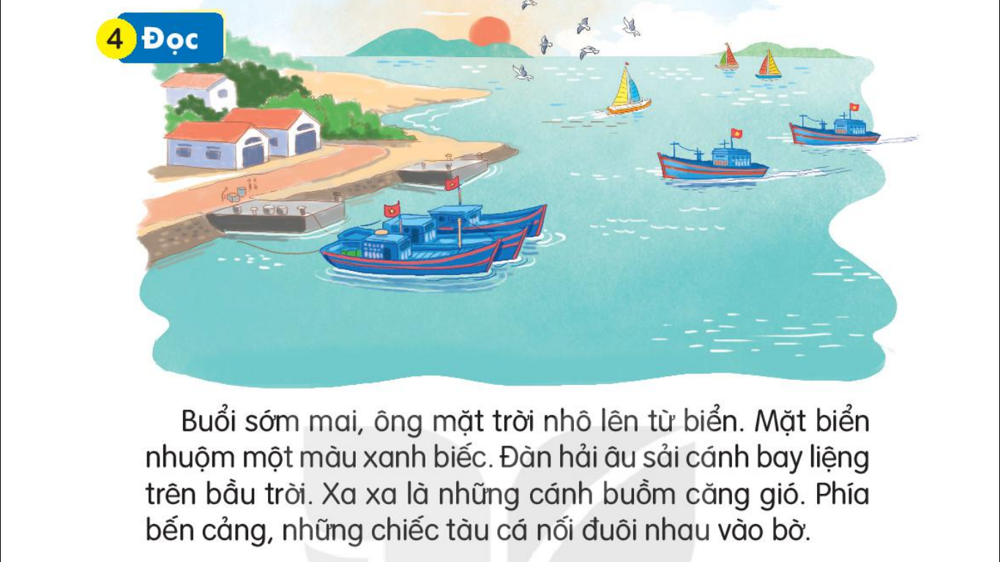 4 Đọc
Buổi sớm mai, ông mặt trời nhô lên từ biển. Mặt biển
nhuộm một màu xanh biếc. Đàn hải âu sải cánh bay liệng
trên bầu trời. Xa xa là những cánh buồm căng gió. Phía
bến cảng, những chiếc tàu cá nối đuôi nhau vào bờ.